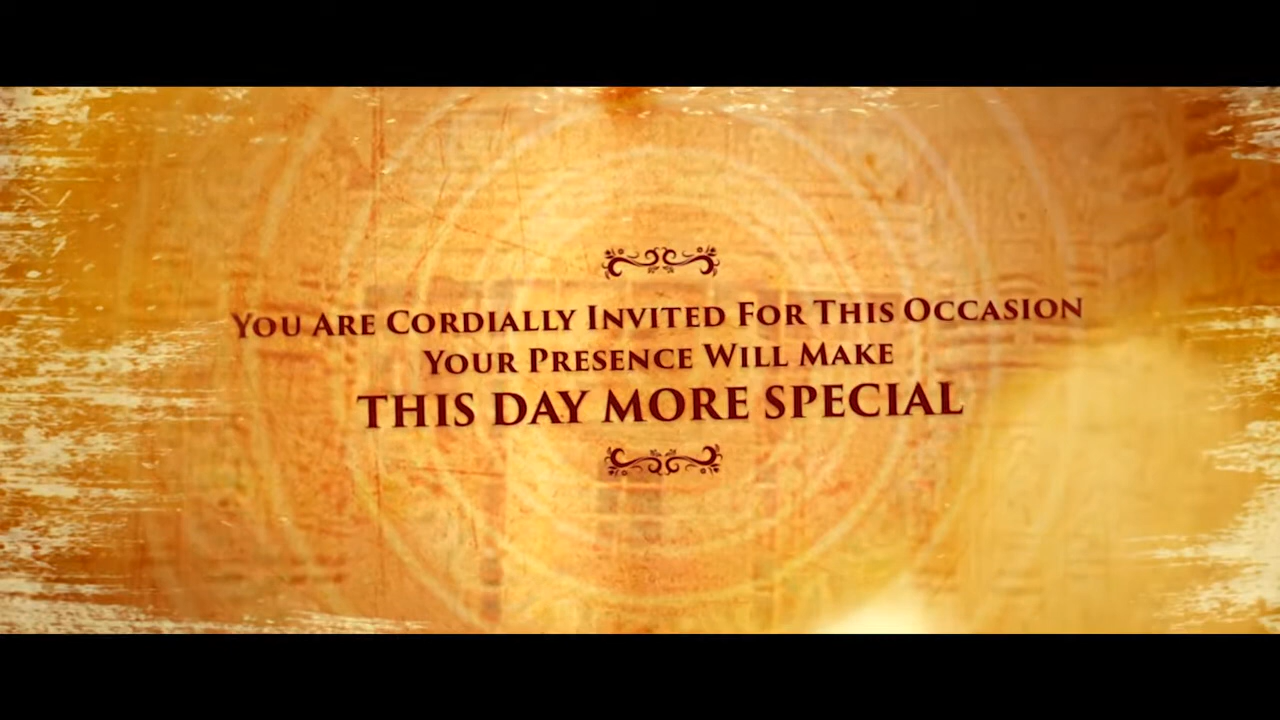 You are Cordially Invited For This Occasion
Your Presence Will Make
THIS DAY MORE SPECIAL